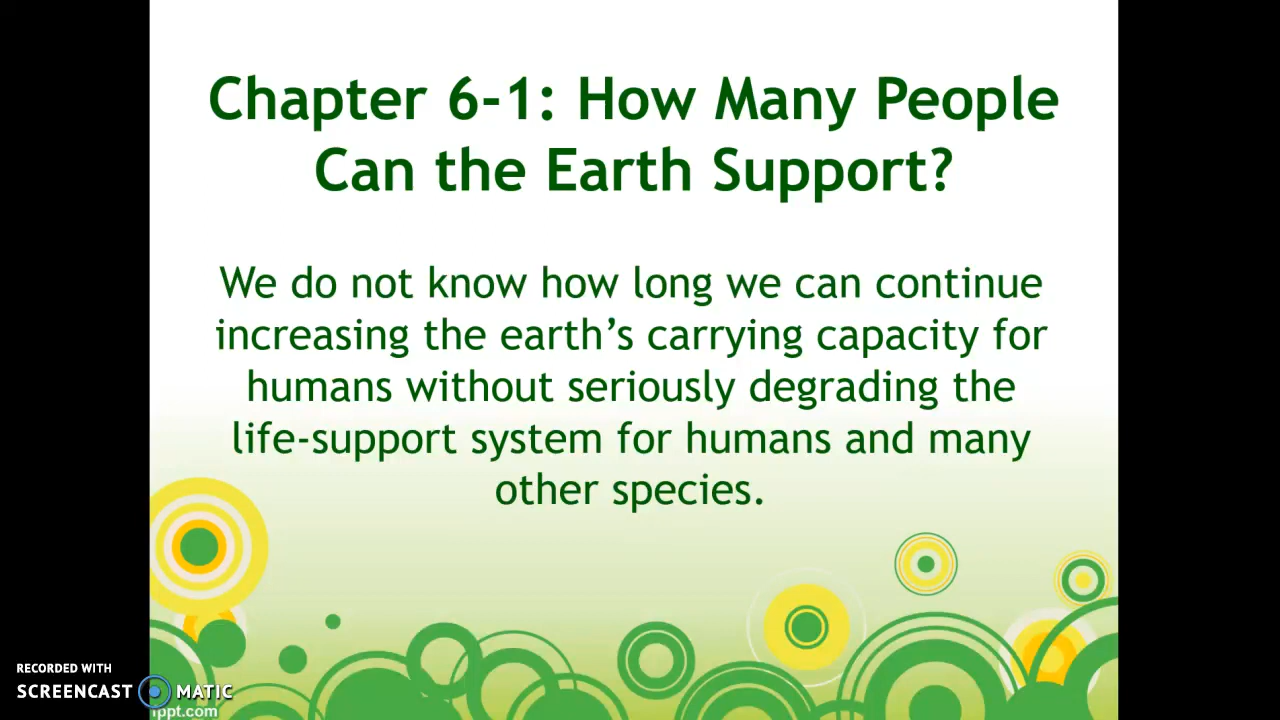 Chapter 6-1: How Many People
Can the Earth Support?
We do not know how long we can continue
increasing the earth’s carrying capacity for
humans without seriously degrading the
life-support system for humans and many
other species.
RECORDED WITH
SCREENCAST MATIC
fppt.com